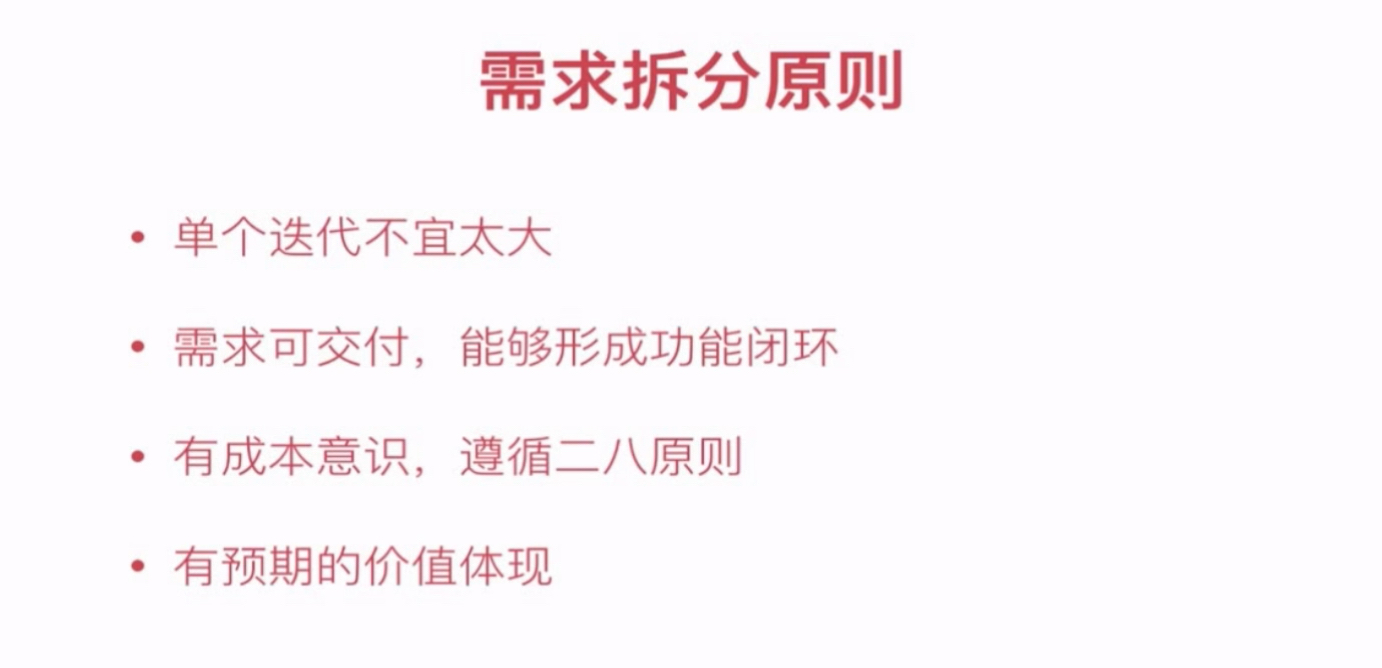 需求拆分原则
• 单个迭代不宜太大
• 需求可交付，能够形成功能闭环
• 有成本意识，遵循二八原则
• 有预期的价值体现